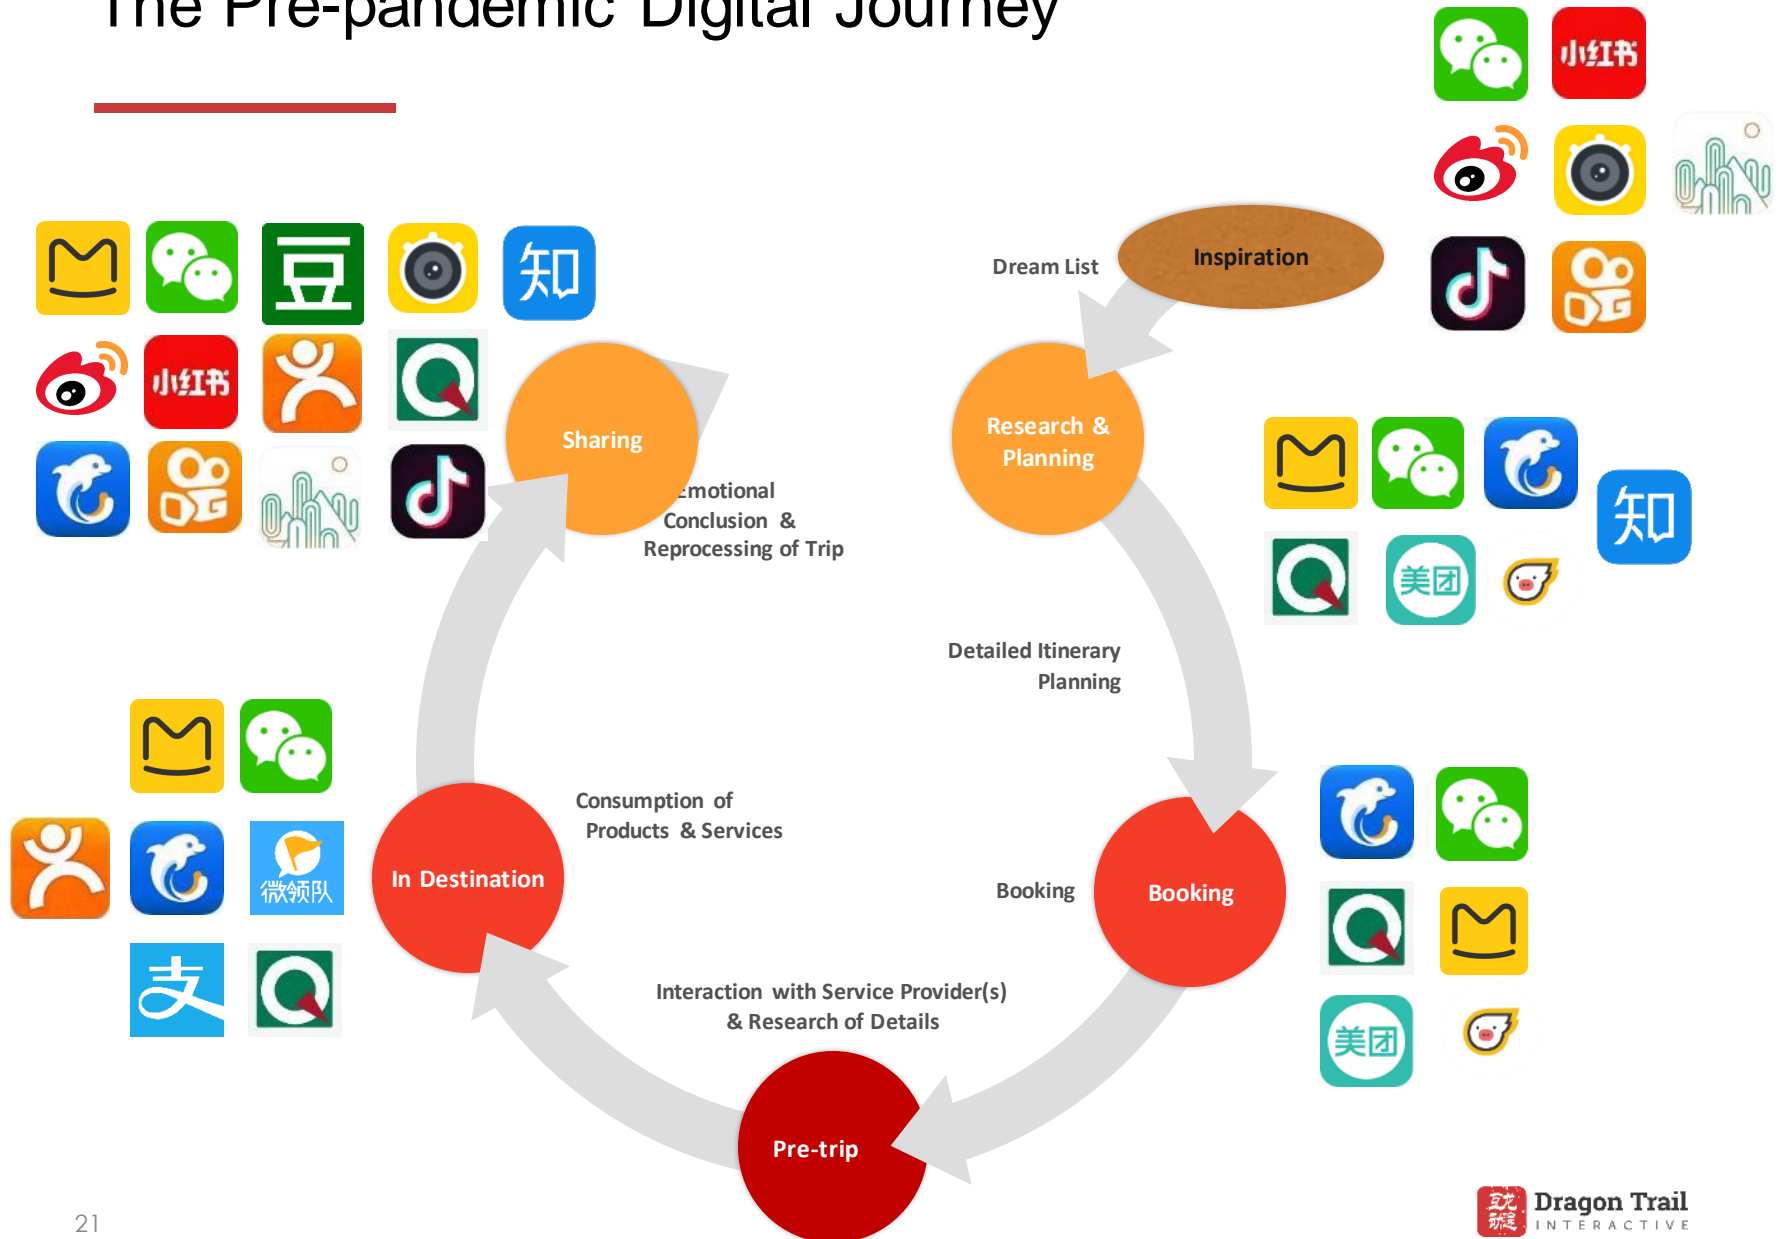 The Pre-pandemic Digital Journey
小红书
Dream List
Inspiration
知
豆
小红书
Sharing
Research &
Planning
Emotional
Conclusion &
Reprocessing of Trip
知
美团
Detailed Itinerary
Planning
Consumption of
Products & Services
In Destination
微领队
Booking
Booking
支
Interaction with Service Provider(s)
& Research of Details
美团
Pre-trip
21
Dragon Trail
INTERACTIVE